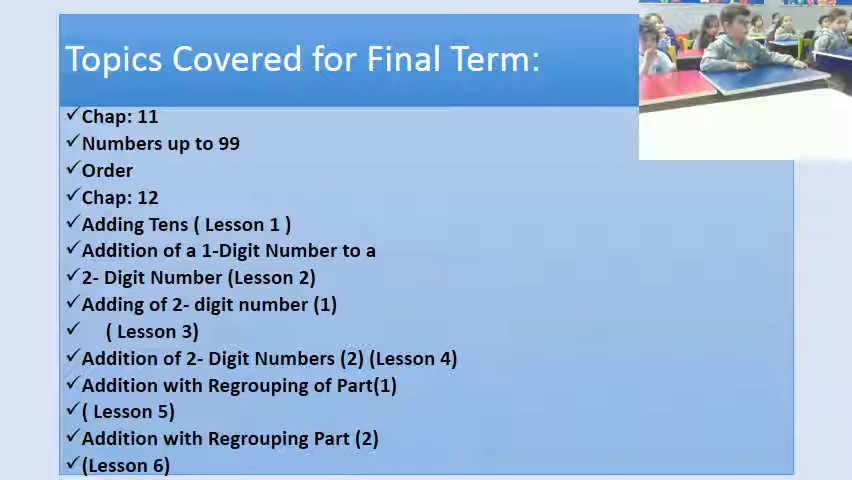 Topics Covered for Final Term:
✓Chap: 11
✓Numbers up to 99
✓Order
✓Chap: 12
✓Adding Tens ( Lesson 1 )
✓Addition of a 1-Digit Number to a
✓2- Digit Number (Lesson 2)
✓Adding of 2- digit number (1)
✓ ( Lesson 3)
✓Addition of 2- Digit Numbers (2) (Lesson 4)
✓Addition with Regrouping of Part(1)
✓( Lesson 5)
✓Addition with Regrouping Part (2)
✓(Lesson 6)